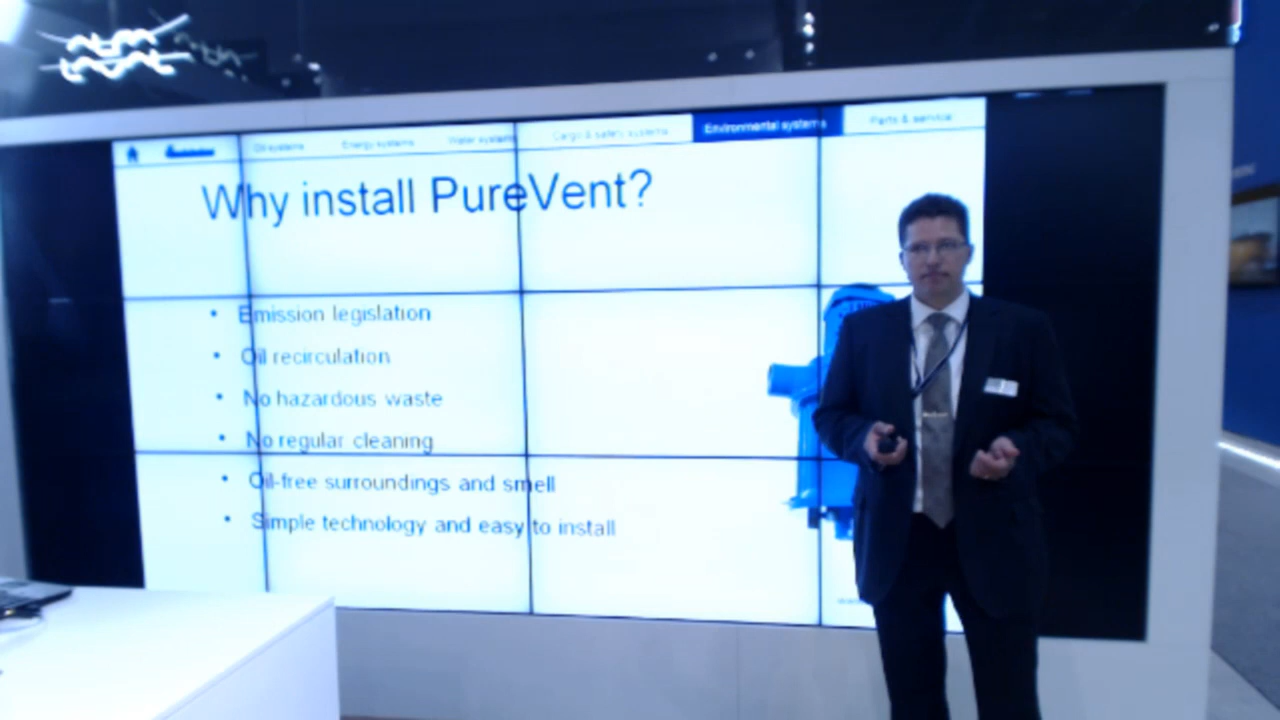 Oil systems Energy systems Water systems Cargo & safety systems Environmental systems Parts & service
Why install PureVent?
• Emission legislation
• Oil recirculation
• No hazardous waste
• No regular cleaning
• Oil-free surroundings and smell
• Simple technology and easy to install